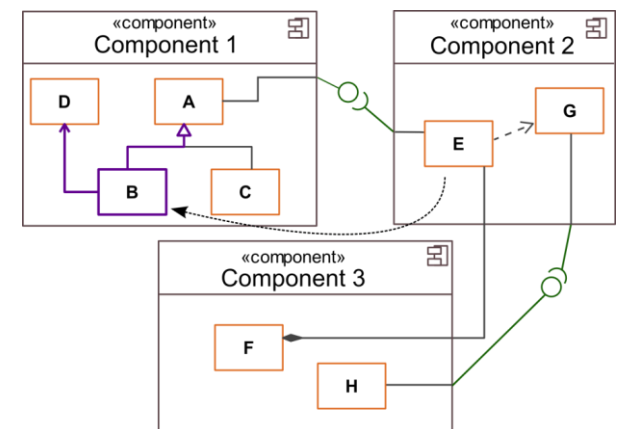 «component»
Component 1
D
A
B
C
«component»
Component 2
E
G
«component»
Component 3
F
H